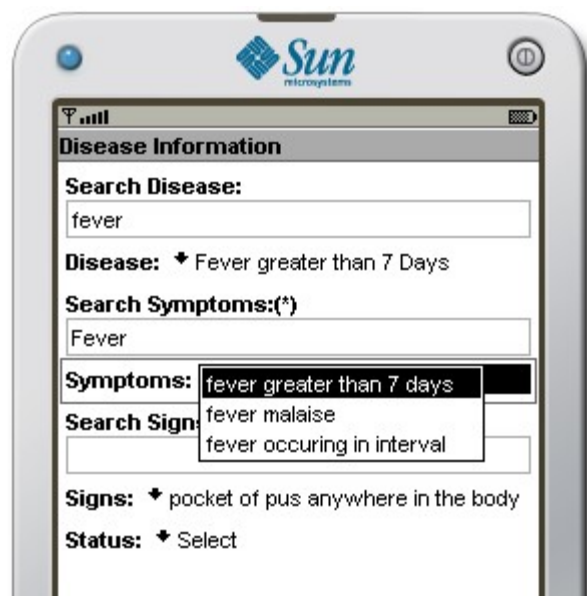 Sun
microsystems
Disease Information
Search Disease:
fever
Disease: Fever greater than 7 Days
Search Symptoms:(*)
Fever
Symptoms: fever greater than 7 days
fever malaise
fever occuring in interval
Search Sign
Signs: pocket of pus anywhere in the body
Status: Select